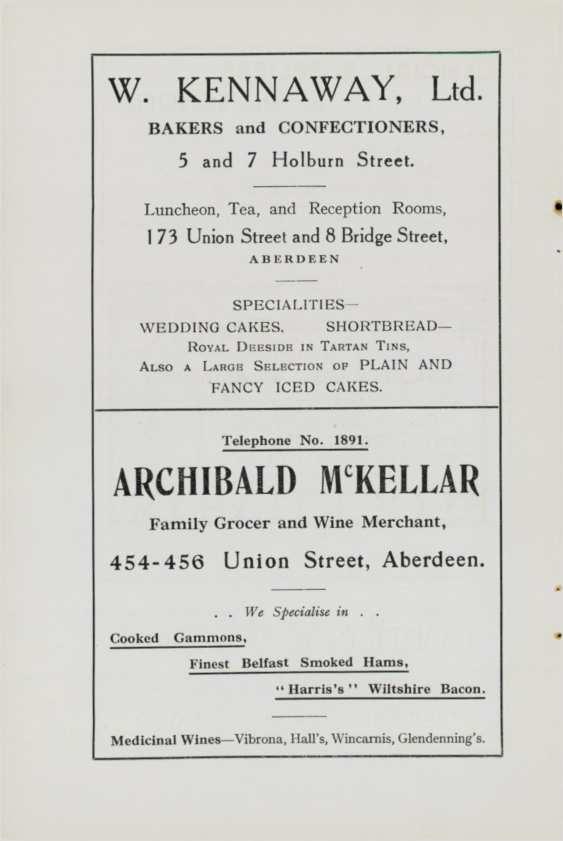 W. KENNAWAY, Ltd.
BAKERS and CONFECTIONERS,
5 and 7 Holburn Street.
Luncheon, Tea, and Reception Rooms,
173 Union Street and 8 Bridge Street,
ABERDEEN
SPECIALITIES—
WEDDING CAKES. SHORTBREAD—
ROYAL DEESIDE IN TARTAN TINS,
ALSO A LARGE SELECTION OF PLAIN AND
FANCY ICED CAKES.
Telephone No. 1891.
ARCHIBALD McKELLAR
Family Grocer and Wine Merchant,
454-456 Union Street, Aberdeen.
. . We Specialise in . .
Cooked Gammons,
Finest Belfast Smoked Hams,
"Harris's" Wiltshire Bacon.
Medicinal Wines—Vibrona, Hall's, Wincarnis, Glendenning's.